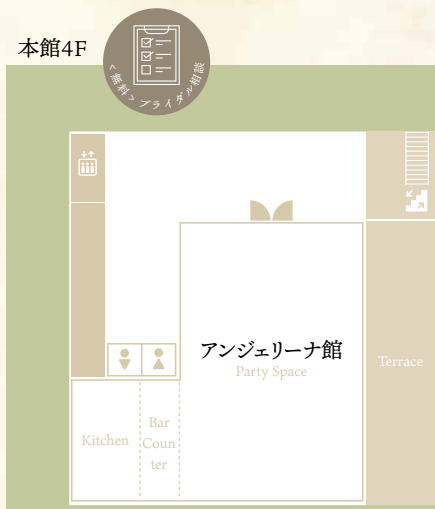 本館4F
<無料>ブライダル相談
アンジェリーナ館
Party Space
Terrace
Kitchen
Bar
Coun
ter